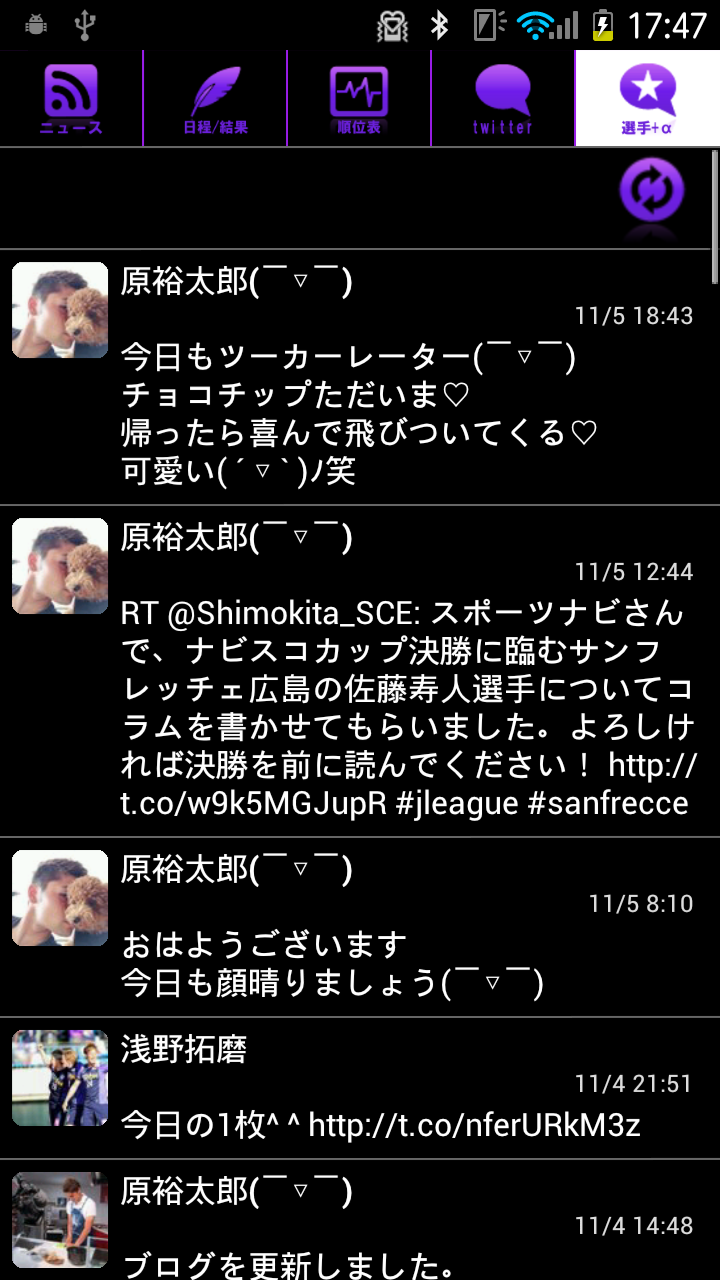 17:47
ニュース
日程/結果
順位表
twitter
選手+α
原裕太郎(￣▿￣)
11/5 18:43
今日もツーカーレーター(￣▿￣)
チョコチップただいま♡
帰ったら喜んで飛びついてくる♡
可愛い(´▿`)ﾉ笑
原裕太郎(￣▿￣)
11/5 12:44
RT @Shimokita_SCE: スポーツナビさん
で、ナビスコカップ決勝に臨むサンフ
レッチェ広島の佐藤寿人選手についてコ
ラムを書かせてもらいました。よろしけ
れば決勝を前に読んでください！ http://
t.co/w9k5MGJupR #jleague #sanfrecce
原裕太郎(￣▿￣)
11/5 8:10
おはようございます
今日も顔晴りましょう(￣▿￣)
浅野拓磨
11/4 21:51
今日の1枚^ ^ http://t.co/nferURkM3z
原裕太郎(￣▿￣)
11/4 14:48
ブログを更新しました。